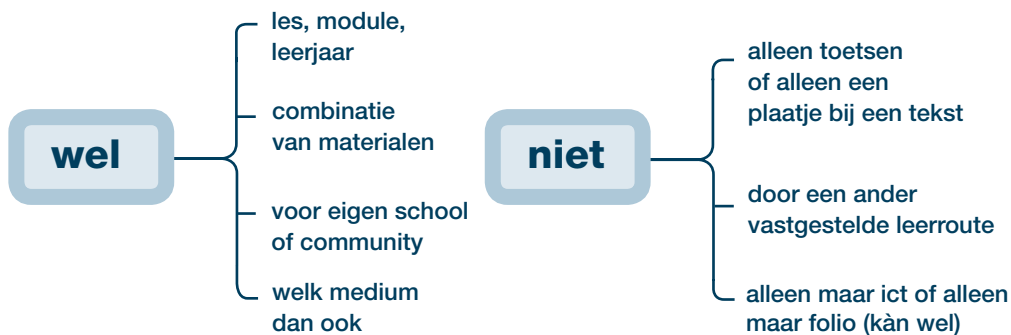 wel
les, module,
leerjaar
combinatie
van materialen
voor eigen school
of community
welk medium
dan ook
niet
alleen toetsen
of alleen een
plaatje bij een tekst
door een ander
vastgestelde leerroute
alleen maar ict of alleen
maar folio (kàn wel)